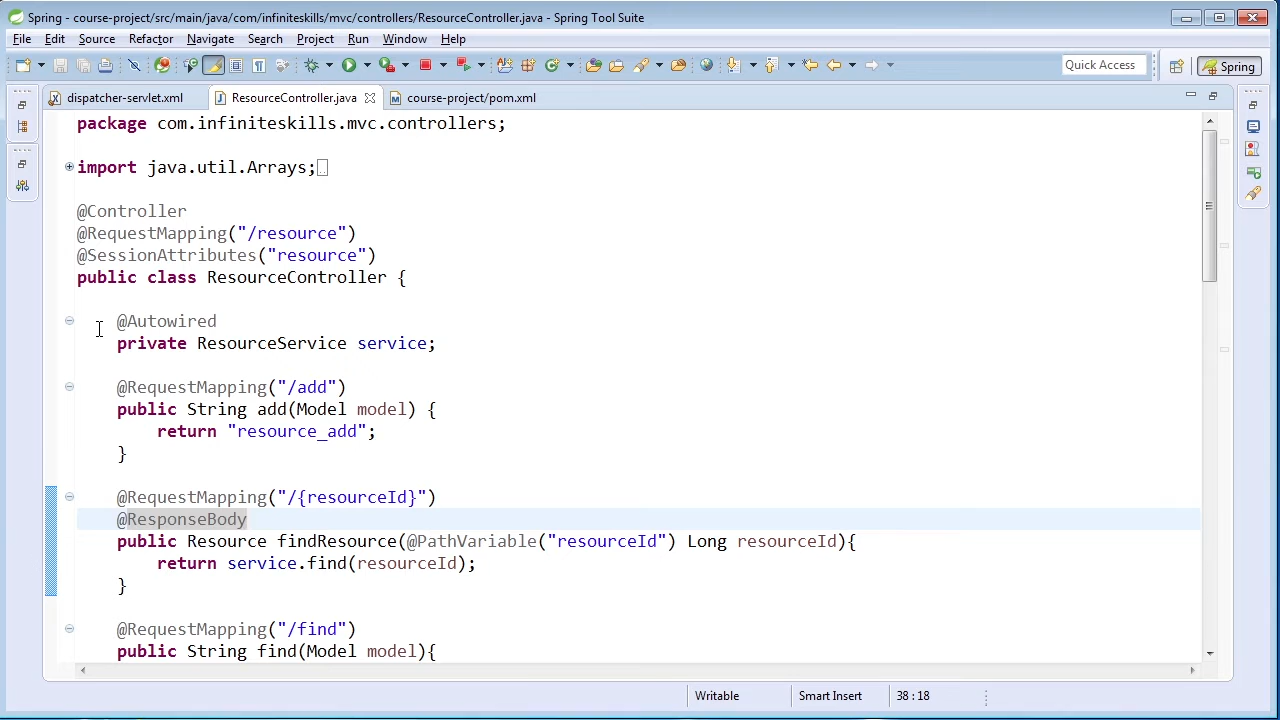 Spring - course-project/src/main/java/com/infiniteskills/mvc/controllers/ResourceController.java - Spring Tool Suite
File Edit Source Refactor Navigate Search Project Run Window Help
Quick Access
Spring
dispatcher-servlet.xml ResourceController.java course-project/pom.xml
package com.infiniteskills.mvc.controllers;
import java.util.Arrays;
@Controller
@RequestMapping("/resource")
@SessionAttributes("resource")
public class ResourceController {
@Autowired
private ResourceService service;
@RequestMapping("/add")
public String add(Model model) {
return "resource_add";
}
@RequestMapping("/{resourceId}")
@ResponseBody
public Resource findResource(@PathVariable("resourceId") Long resourceId){
return service.find(resourceId);
}
@RequestMapping("/find")
public String find(Model model){
Writable Smart Insert 38 : 18